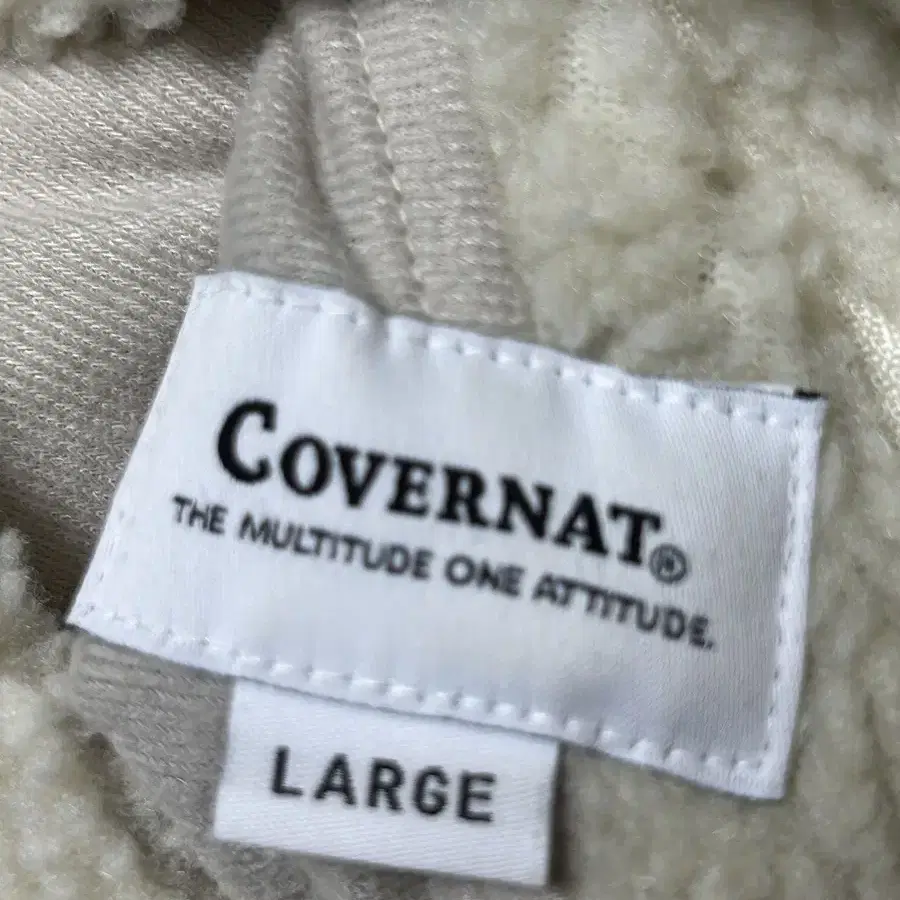 COVERNAT®
THE MULTITUDE ONE ATTITUDE.
LARGE